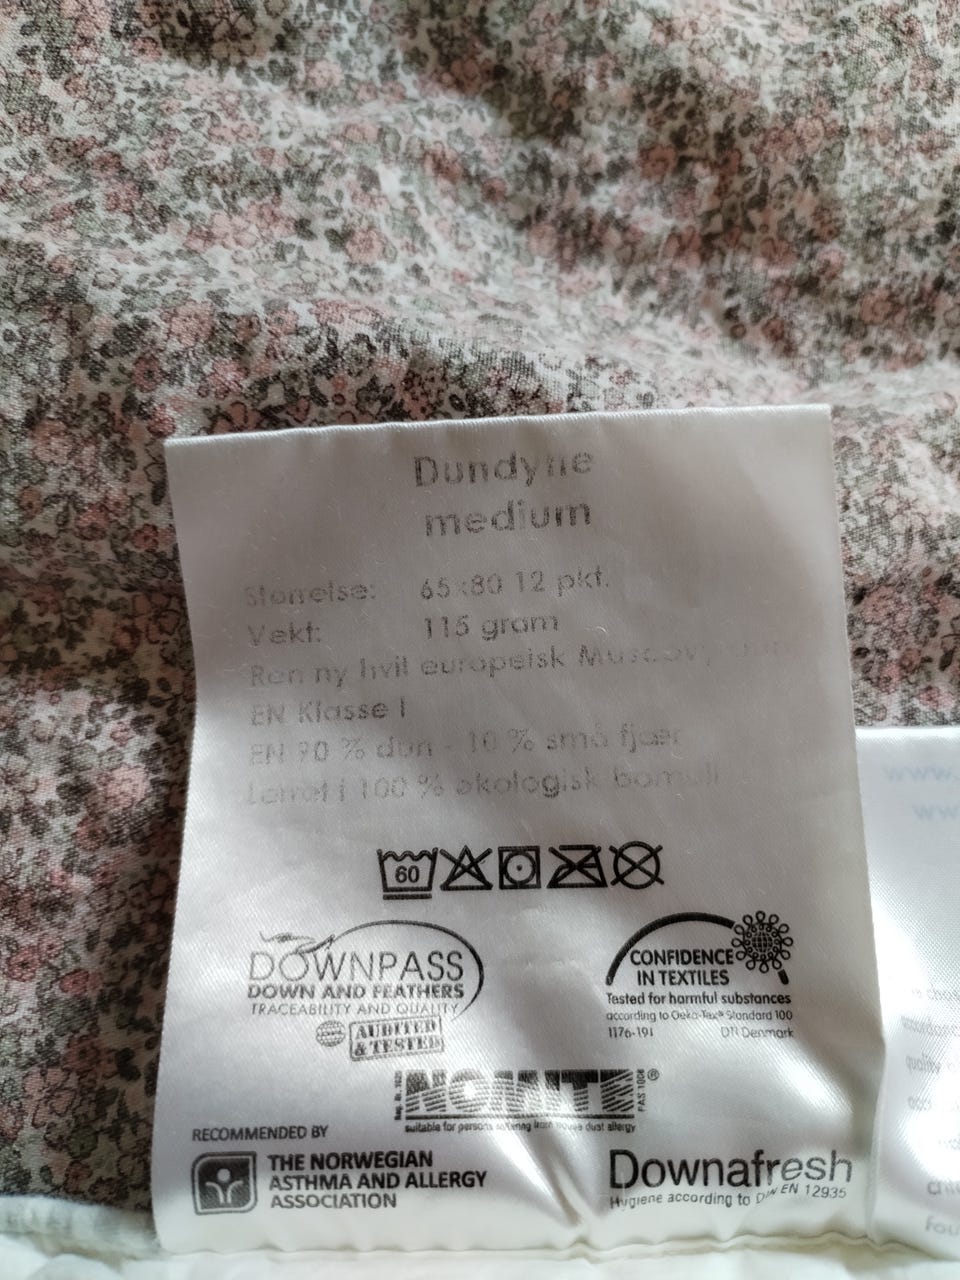 Dundyne
medium
Størrelse: 65x80 12 pkt.
Vekt: 115 gram
Ren ny hvit europeisk Muscovy dun
EN Klasse I
EN 90 % dun - 10 % små fjær
i 100 % økologisk bomull
60
DOWNPASS
DOWN AND FEATHERS
TRACEABILITY AND QUALITY
AUDITED
& TESTED
CONFIDENCE
IN TEXTILES
Tested for harmful substances
according to Oeko-Tex® Standard 100
1176-191 DTI Denmark
NOMITE®
PAS 1008
suitable for persons suffering from house dust allergy
RECOMMENDED BY
THE NORWEGIAN
ASTHMA AND ALLERGY
ASSOCIATION
Downafresh
Hygiene according to DIN EN 12935
www.